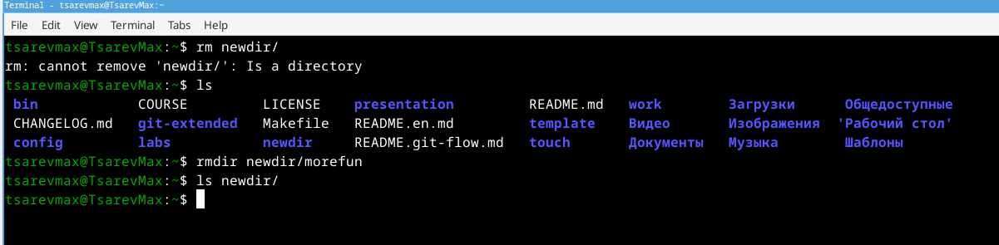 Terminal - tsarevmax@TsarevMax:~
File Edit View Terminal Tabs Help
tsarevmax@TsarevMax:~$ rm newdir/
rm: cannot remove 'newdir/': Is a directory
tsarevmax@TsarevMax:~$ ls
bin COURSE LICENSE presentation README.md work Загрузки Общедоступные
CHANGELOG.md git-extended Makefile README.en.md template Видео Изображения 'Рабочий стол'
config labs newdir README.git-flow.md touch Документы Музыка Шаблоны
tsarevmax@TsarevMax:~$ rmdir newdir/morefun
tsarevmax@TsarevMax:~$ ls newdir/
tsarevmax@TsarevMax:~$